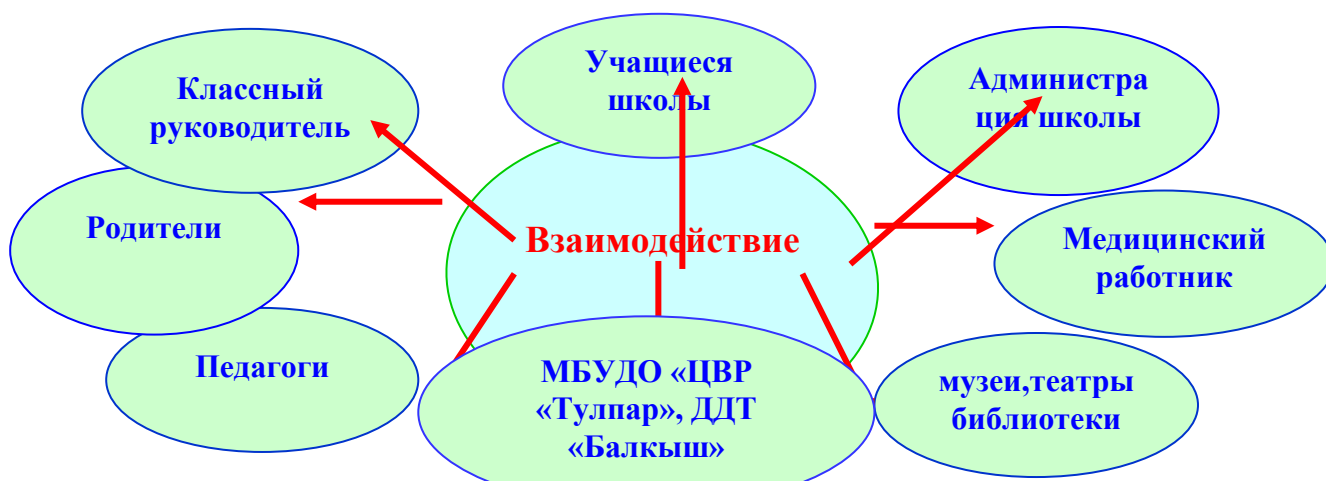 Учащиеся
школы
Классный
руководитель
Администра
ция школы
Родители
Взаимодействие
Медицинский
работник
Педагоги
МБУДО «ЦВР
«Тулпар», ДДТ
«Балкыш»
музеи,театры
библиотеки